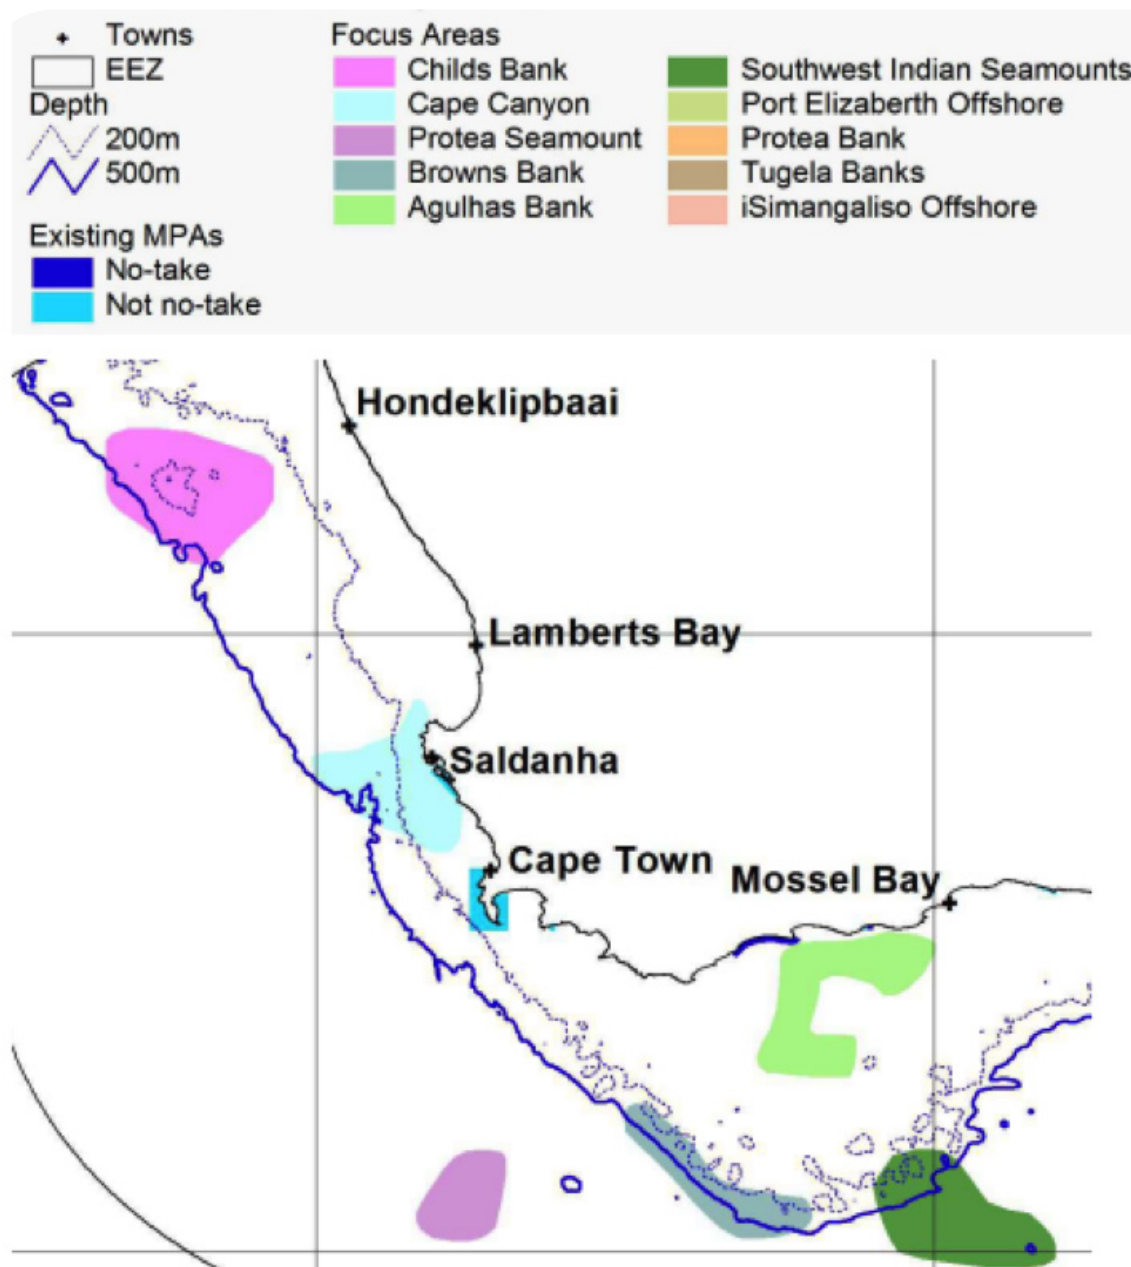 Towns
EEZ
Depth
200m
500m
Existing MPAs
No-take
Not no-take
Focus Areas
Childs Bank
Cape Canyon
Protea Seamount
Browns Bank
Agulhas Bank
Southwest Indian Seamounts
Port Elizaberth Offshore
Protea Bank
Tugela Banks
iSimangaliso Offshore
Hondeklipbaai
Lamberts Bay
Saldanha
Cape Town
Mossel Bay